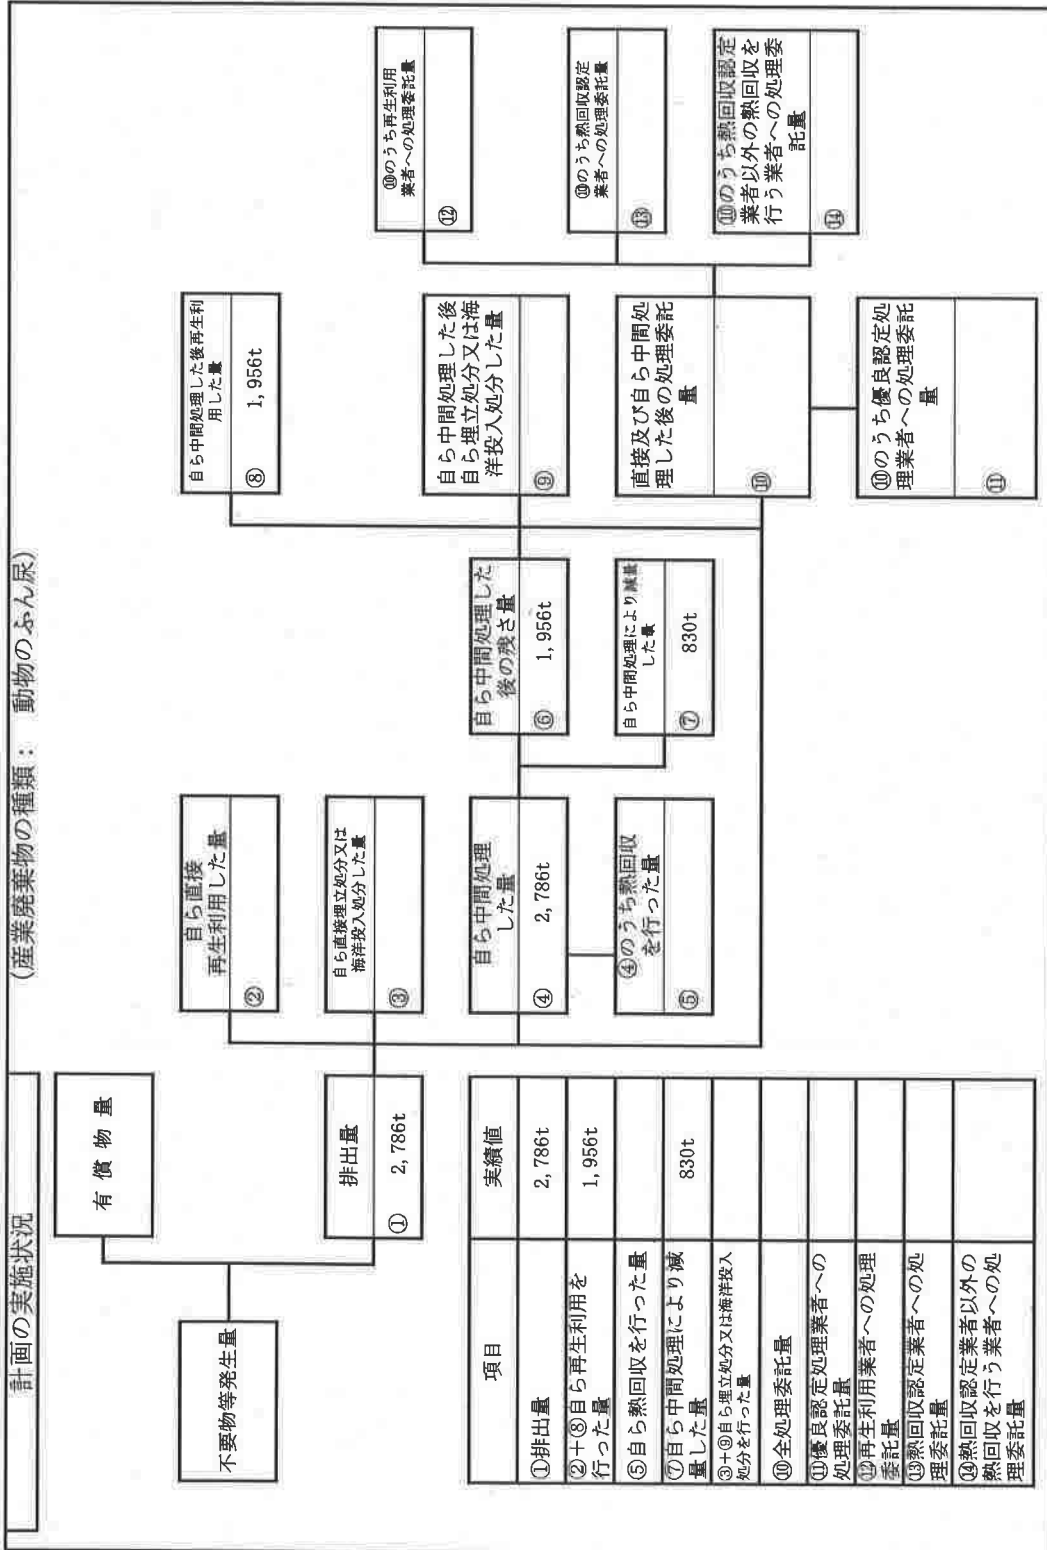 計画の実施状況
(産業廃棄物の種類： 動物のふん尿)
不要物等発生量
有 償 物 量
排出量
① 2,786t
自ら直接
再生利用した量
②
自ら直接埋立処分又は
海洋投入処分した量
③
自ら中間処理
した量
④ 2,786t
④のうち熱回収
を行った量
⑤
自ら中間処理した
後の残さ量
⑥ 1,956t
自ら中間処理により減量
した量
⑦ 830t
自ら中間処理した後再生利
用した量
⑧ 1,956t
自ら中間処理した後
自ら埋立処分又は海
洋投入処分した量
⑨
直接及び自ら中間処
理した後の処理委託
量
⑩
⑩のうち優良認定処
理業者への処理委託
量
⑪
⑩のうち再生利用
業者への処理委託量
⑫
⑩のうち熱回収認定
業者への処理委託量
⑬
⑩のうち熱回収認定
業者以外の熱回収を
行う業者への処理委
託量
⑭
項目 実績値
①排出量 2,786t
②+⑧自ら再生利用を
行った量 1,956t
⑤自ら熱回収を行った量
⑦自ら中間処理により減
量した量 830t
③+⑨自ら埋立処分又は海洋投入
処分を行った量
⑩全処理委託量
⑪優良認定処理業者への
処理委託量
⑫再生利用業者への処理
委託量
⑬熱回収認定業者への処
理委託量
⑭熱回収認定業者以外の
熱回収を行う業者への処
理委託量